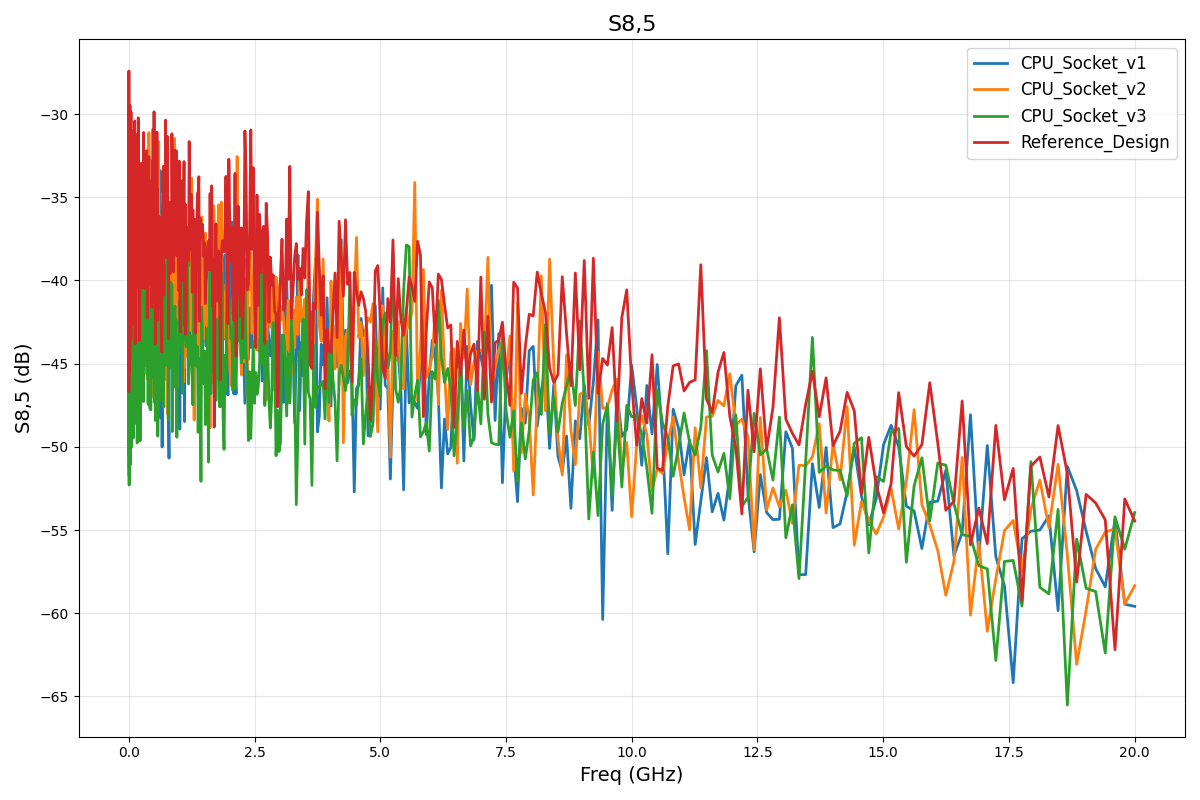 S8,5
CPU_Socket_v1
CPU_Socket_v2
CPU_Socket_v3
Reference_Design
S8,5 (dB)
−30
−35
−40
−45
−50
−55
−60
−65
0.0 2.5 5.0 7.5 10.0 12.5 15.0 17.5 20.0
Freq (GHz)